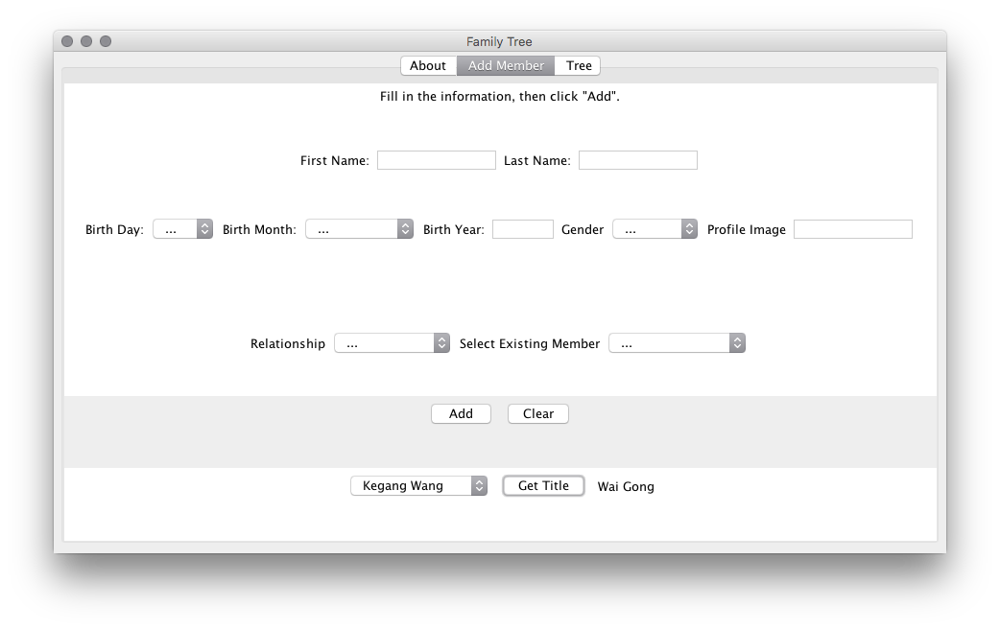 Family Tree
About Add Member Tree
Fill in the information, then click "Add".
First Name: Last Name:
Birth Day: ... Birth Month: ... Birth Year: Gender ... Profile Image
Relationship ... Select Existing Member ...
Add Clear
Kegang Wang Get Title Wai Gong